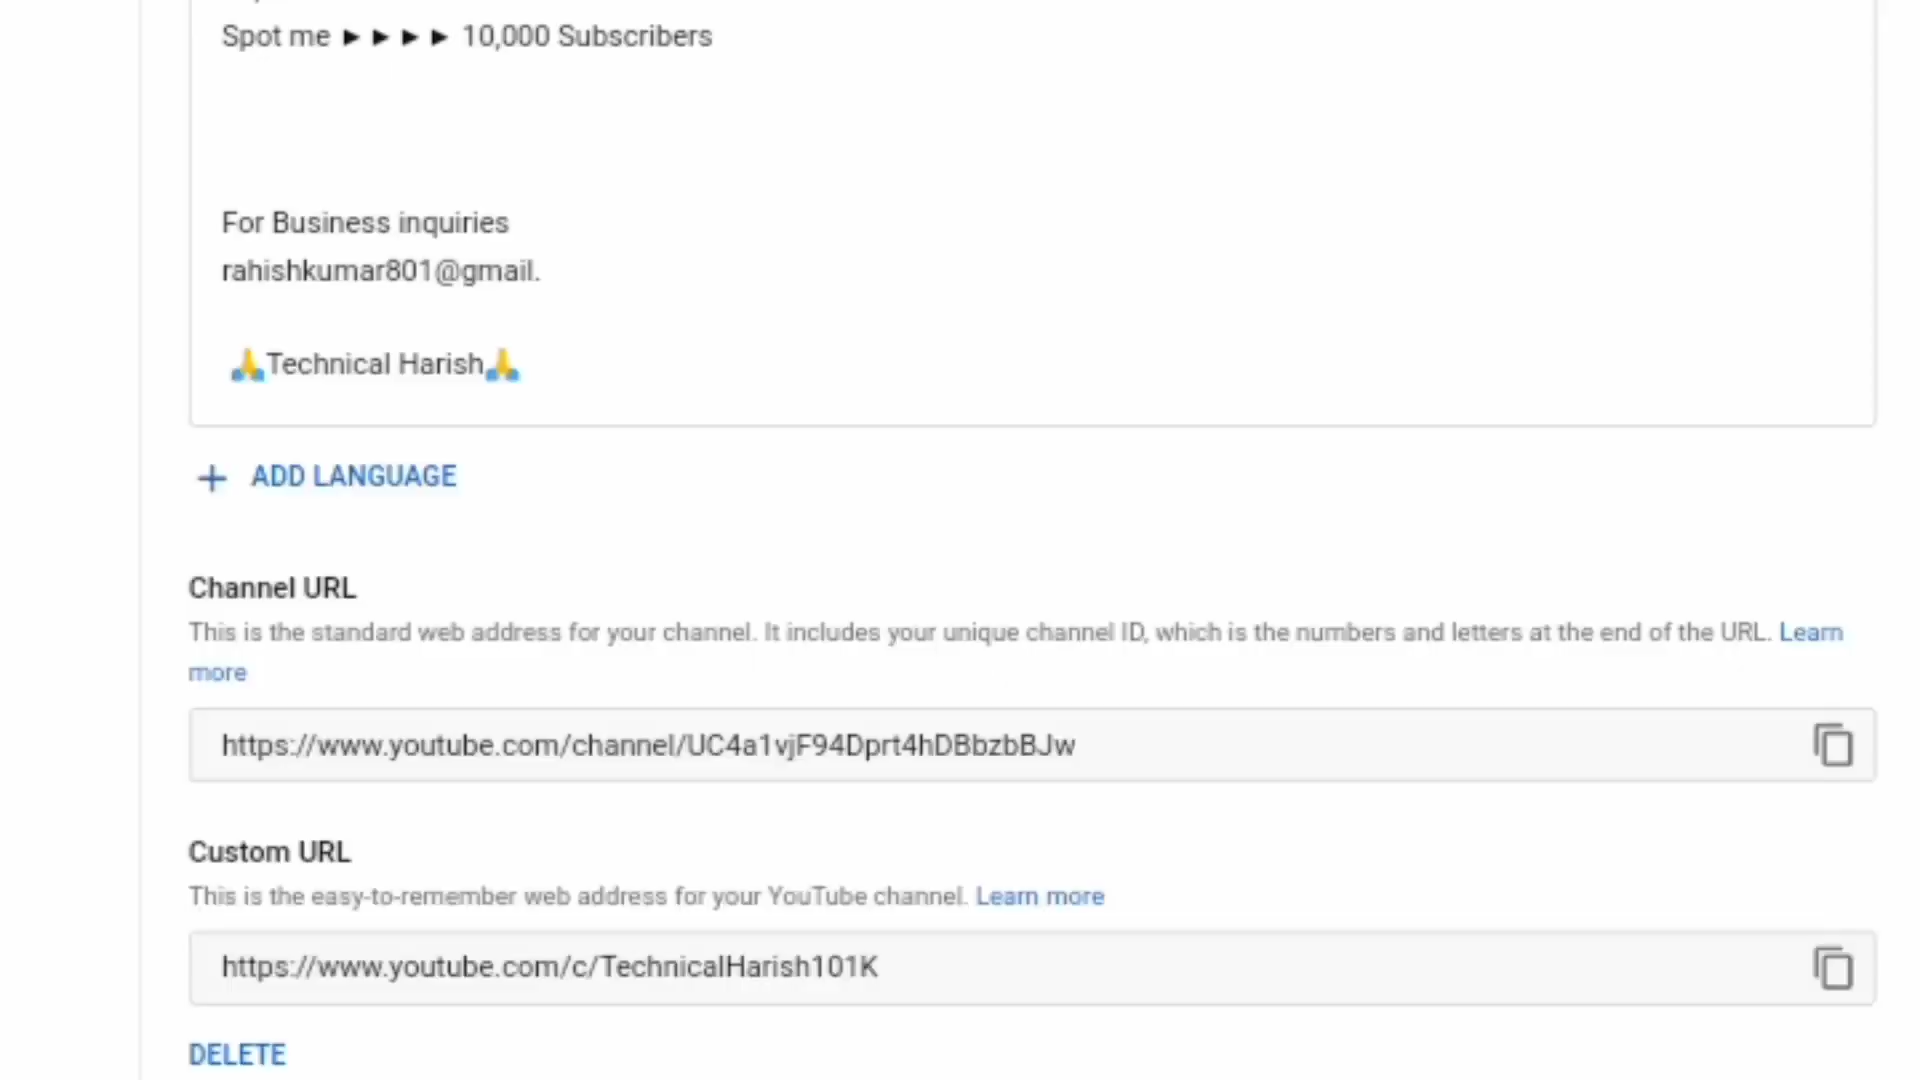 Spot me ►►►► 10,000 Subscribers
For Business inquiries
rahishkumar801@gmail.
🙏Technical Harish🙏
+ ADD LANGUAGE
Channel URL
This is the standard web address for your channel. It includes your unique channel ID, which is the numbers and letters at the end of the URL. Learn
more
https://www.youtube.com/channel/UC4a1vjF94Dprt4hDBbzbBJw
Custom URL
This is the easy-to-remember web address for your YouTube channel. Learn more
https://www.youtube.com/c/TechnicalHarish101K
DELETE